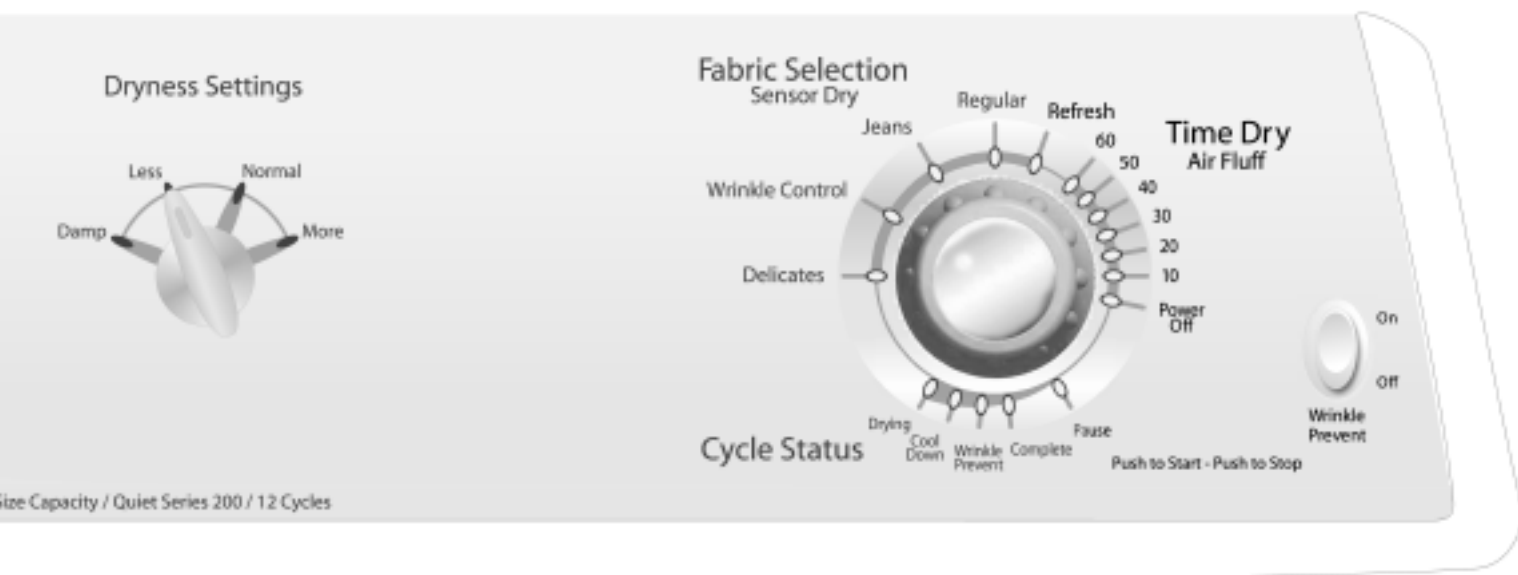 Dryness Settings
Less
Normal
Damp
More
Fabric Selection
Sensor Dry
Regular
Refresh
Jeans
Wrinkle Control
Delicates
60
50
40
30
20
10
Time Dry
Air Fluff
Power
Off
On
Off
Wrinkle
Prevent
Cycle Status
Drying
Cool
Down
Wrinkle
Prevent
Complete
Pause
Push to Start - Push to Stop
Size Capacity / Quiet Series 200 / 12 Cycles